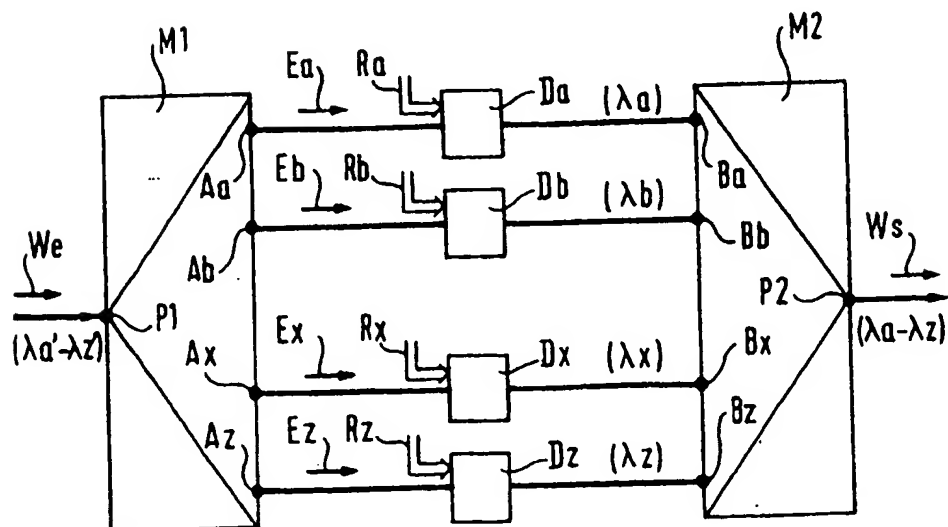 M1
M2
Ea
Ra
Da
(λa)
Aa
Ba
Eb
Rb
Db
(λb)
Ab
Bb
We
Ws
P1
P2
(λa'-λz')
(λa-λz)
Ax
Ex
Rx
Dx
(λx)
Bx
Az
Ez
Rz
Dz
(λz)
Bz